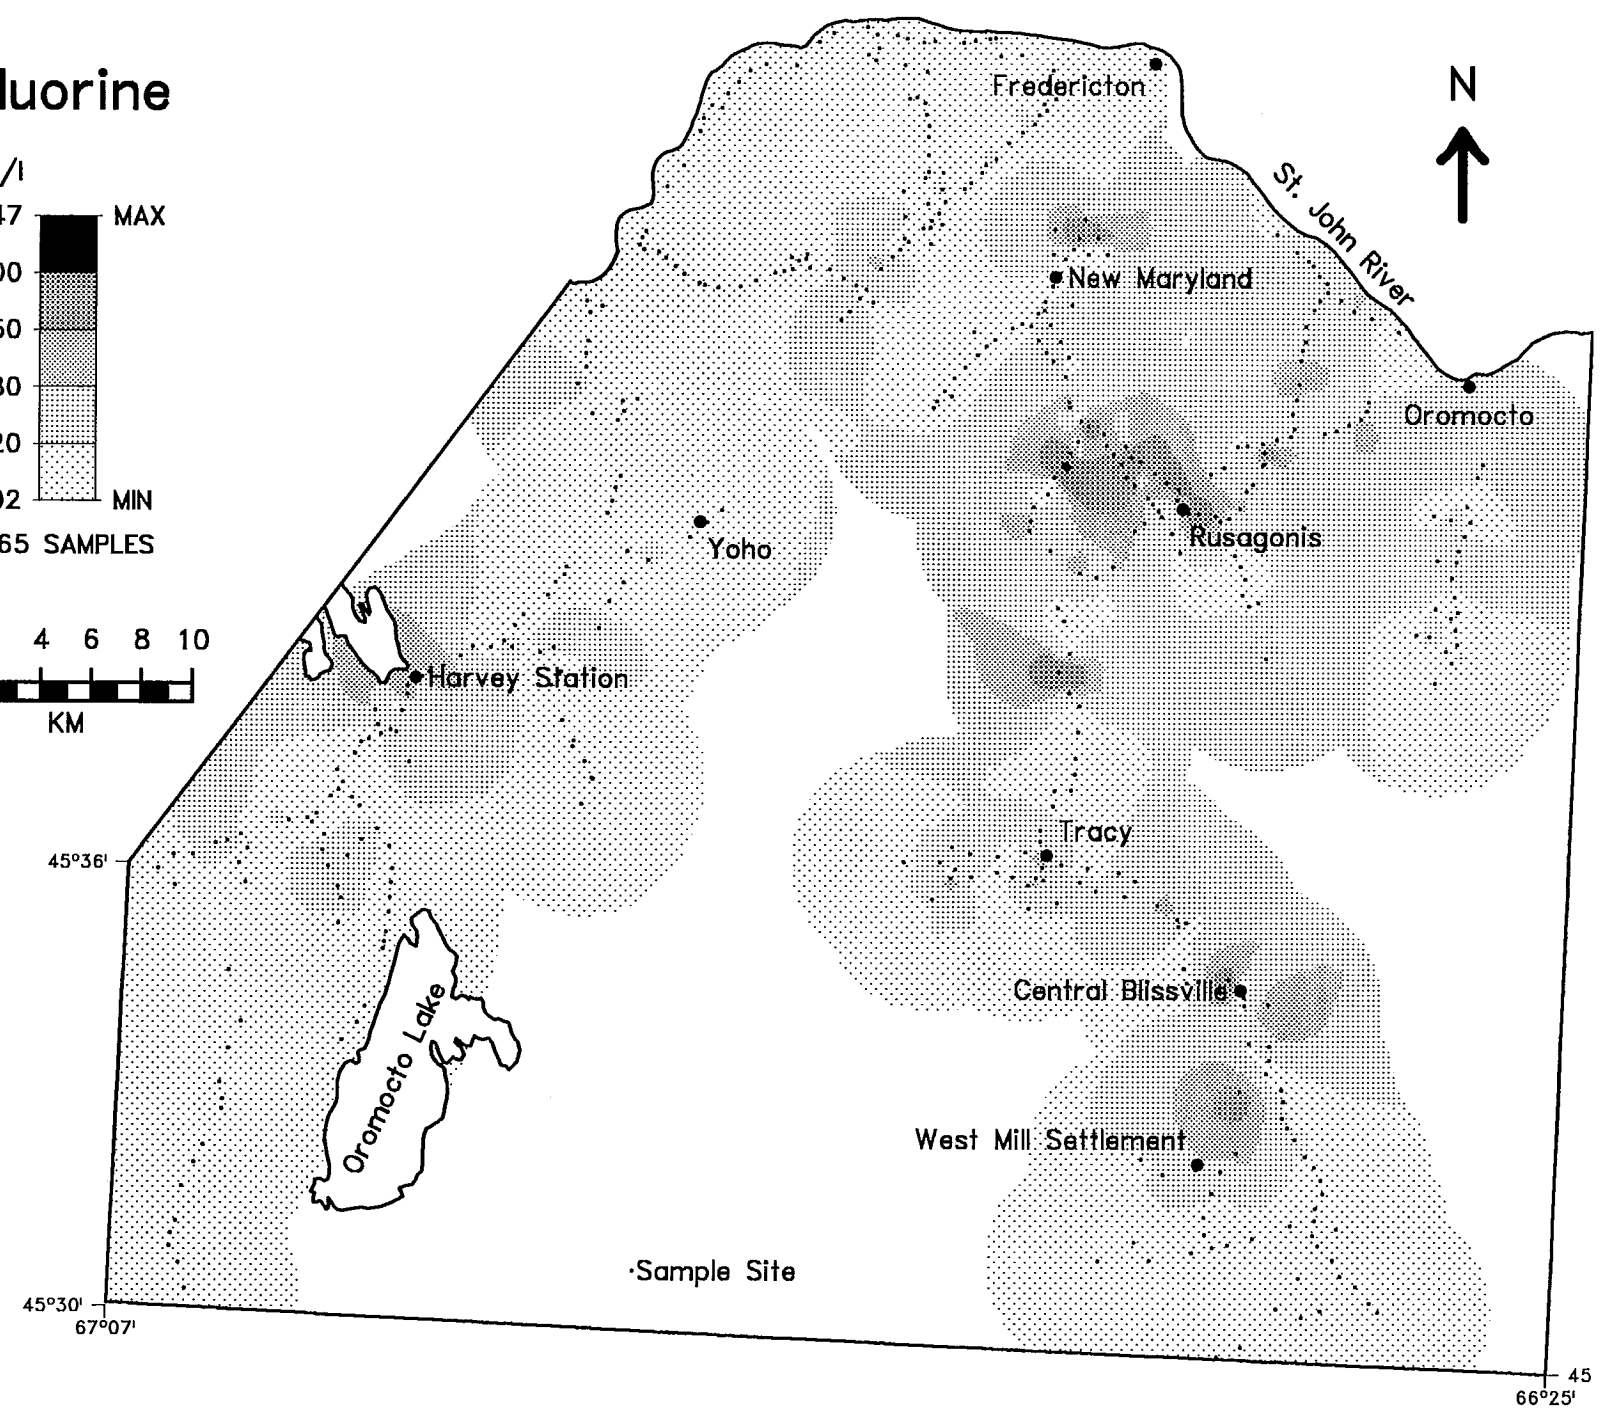 luorine
/l
47 MAX
00
50
30
20
02 MIN
65 SAMPLES
4 6 8 10
KM
N
Fredericton
St. John River
New Maryland
Oromocto
Rusagonis
Yoho
Harvey Station
Tracy
45°36'
Central Blissville
Oromocto Lake
West Mill Settlement
Sample Site
45°30'
67°07'
45
66°25'